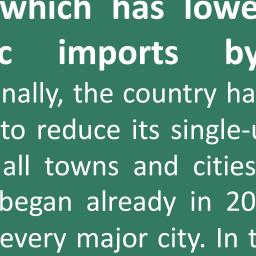 which has lowe
c imports by
nally, the country ha
to reduce its single-u
all towns and cities
began already in 20
every major city. In t